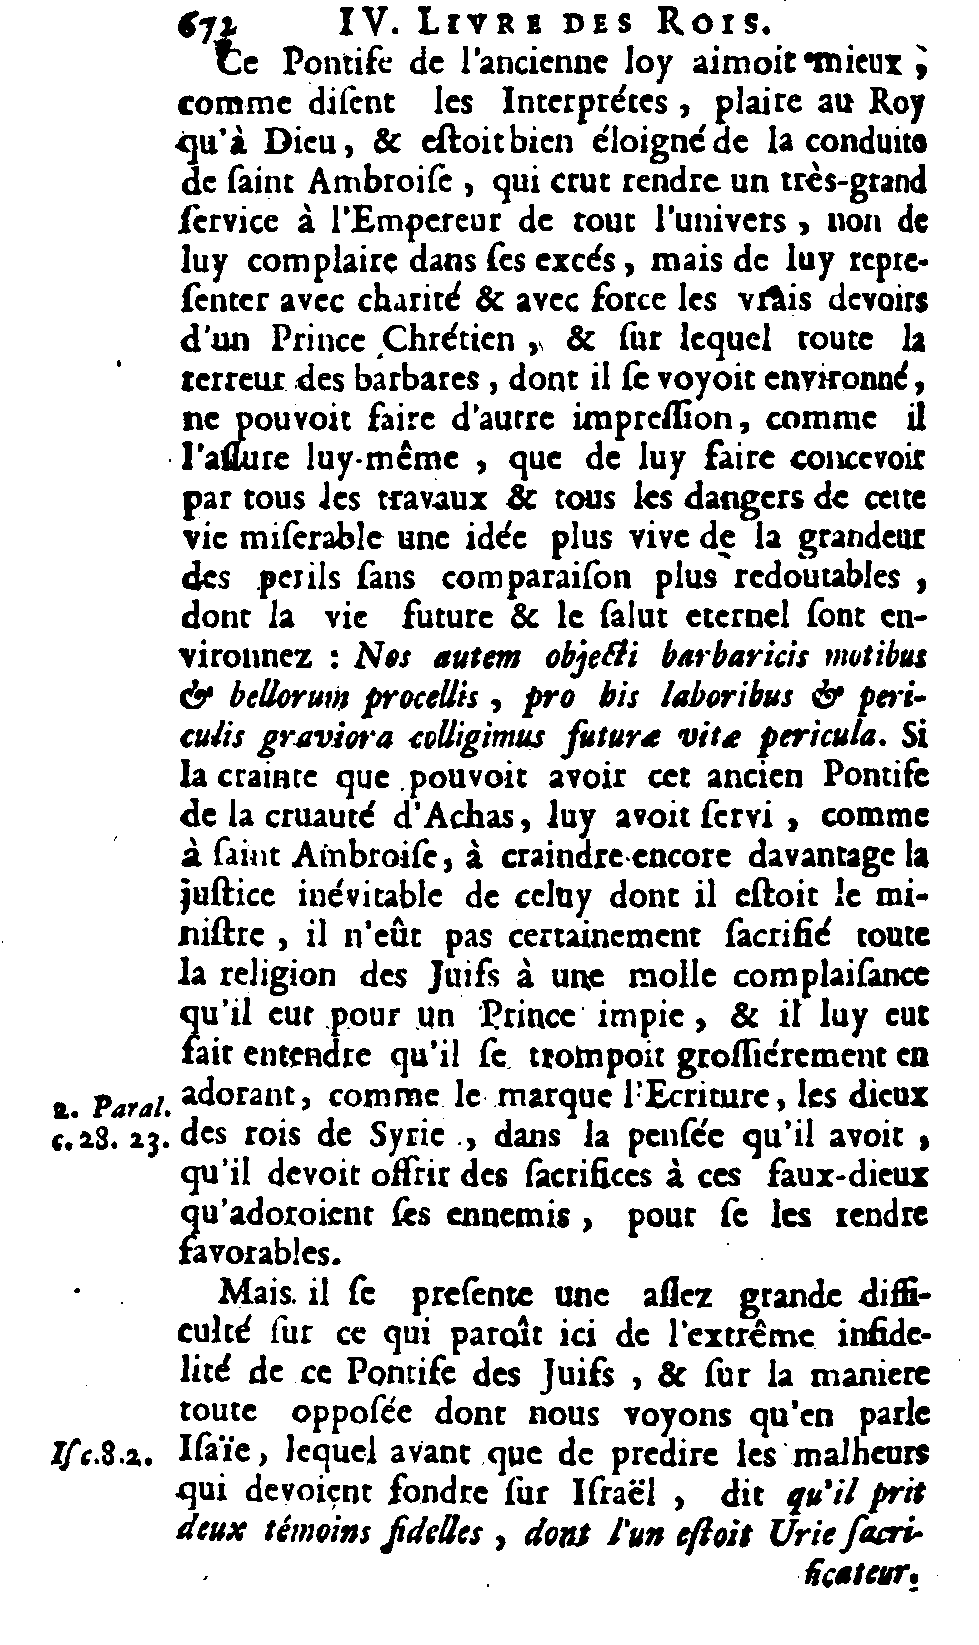 672 IV. LIVRE DES ROIS.
Ce Pontife de l'ancienne loy aimoit mieux,
comme diſent les Interprétes, plaire au Roy
qu'à Dieu, & eſtoit bien éloigné de la conduite
de ſaint Ambroiſe, qui crut rendre un très-grand
ſervice à l'Empereur de tout l'univers, non de
luy complaire dans ſes excés, mais de luy repre-
ſenter avec charité & avec force les vrais devoirs
d'un Prince Chrétien, & ſur lequel toute la
terreur des barbares, dont il ſe voyoit environné,
ne pouvoit faire d'autre impreſſion, comme il
l'aſſure luy-même, que de luy faire concevoir
par tous les travaux & tous les dangers de cette
vie miſerable une idée plus vive de la grandeur
des perils ſans comparaiſon plus redoutables,
dont la vie future & le ſalut eternel ſont en-
vironnez : Nos autem objecti barbaricis motibus
& bellorum procellis, pro his laboribus & peri-
culis graviora colligimus futuræ vitæ pericula. Si
la crainte que pouvoit avoir cet ancien Pontife
de la cruauté d'Achas, luy avoit ſervi, comme
à ſaint Ambroiſe, à craindre encore davantage la
juſtice inévitable de celuy dont il eſtoit le mi-
niſtre, il n'eût pas certainement ſacrifié toute
la religion des Juifs à une molle complaiſance
qu'il eut pour un Prince impie, & il luy eut
fait entendre qu'il ſe trompoit groſſiérement en
2. Paral. adorant, comme le marque l'Ecriture, les dieux
c. 28. 23. des rois de Syrie, dans la penſée qu'il avoit,
qu'il devoit offrir des ſacrifices à ces faux-dieux
qu'adoroient ſes ennemis, pour ſe les rendre
favorables.
Mais il ſe preſente une aſſez grande diffi-
culté ſur ce qui paroît ici de l'extrême infide-
lité de ce Pontife des Juifs, & ſur la maniere
toute oppoſée dont nous voyons qu'en parle
Iſ c. 8. 2. Iſaïe, lequel avant que de predire les malheurs
qui devoient fondre ſur Iſraël, dit qu'il prit
deux témoins fidelles, dont l'un eſtoit Urie ſacri-
ficateur.